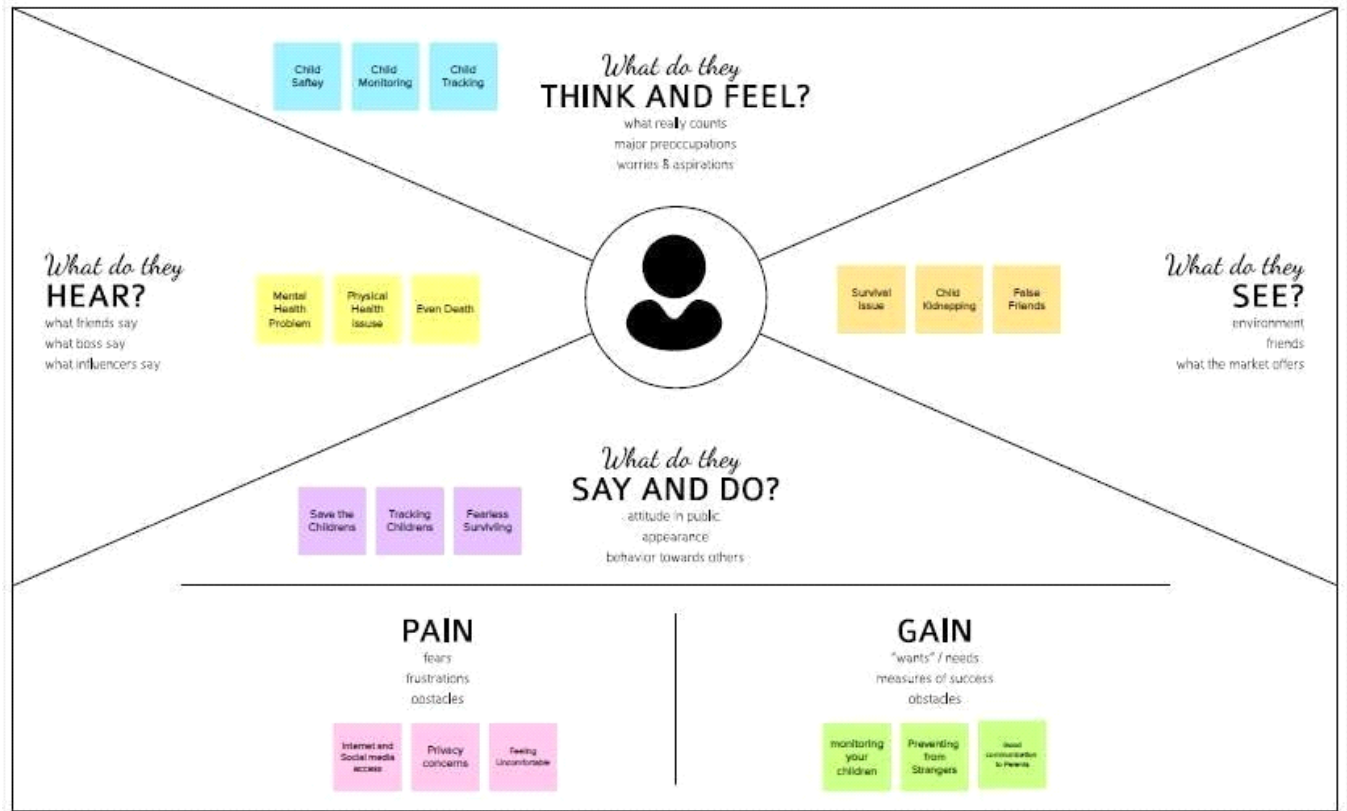 Child
Saftey
Child
Monitoring
Child
Tracking
What do they
THINK AND FEEL?
what really counts
major preoccupations
worries & aspirations
What do they
HEAR?
what friends say
what boss say
what influencers say
Mental
Health
Problem
Physical
Health
issuse
Even Death
Survival
Issue
Child
Kidnepping
False
Friends
What do they
SEE?
environment
friends
what the market offers
What do they
SAY AND DO?
attitude in public
appearance
behavior towards others
Save the
Childrens
Tracking
Childrens
Fearless
Surviving
PAIN
fears
frustrations
obstacles
Internet and
Social media
access
Privacy
concerns
Feeling
Uncomfortable
GAIN
"wants" / needs
measures of success
obstacles
monitoring
your
children
Preventing
from
Strangers
Good
communication
to Parents